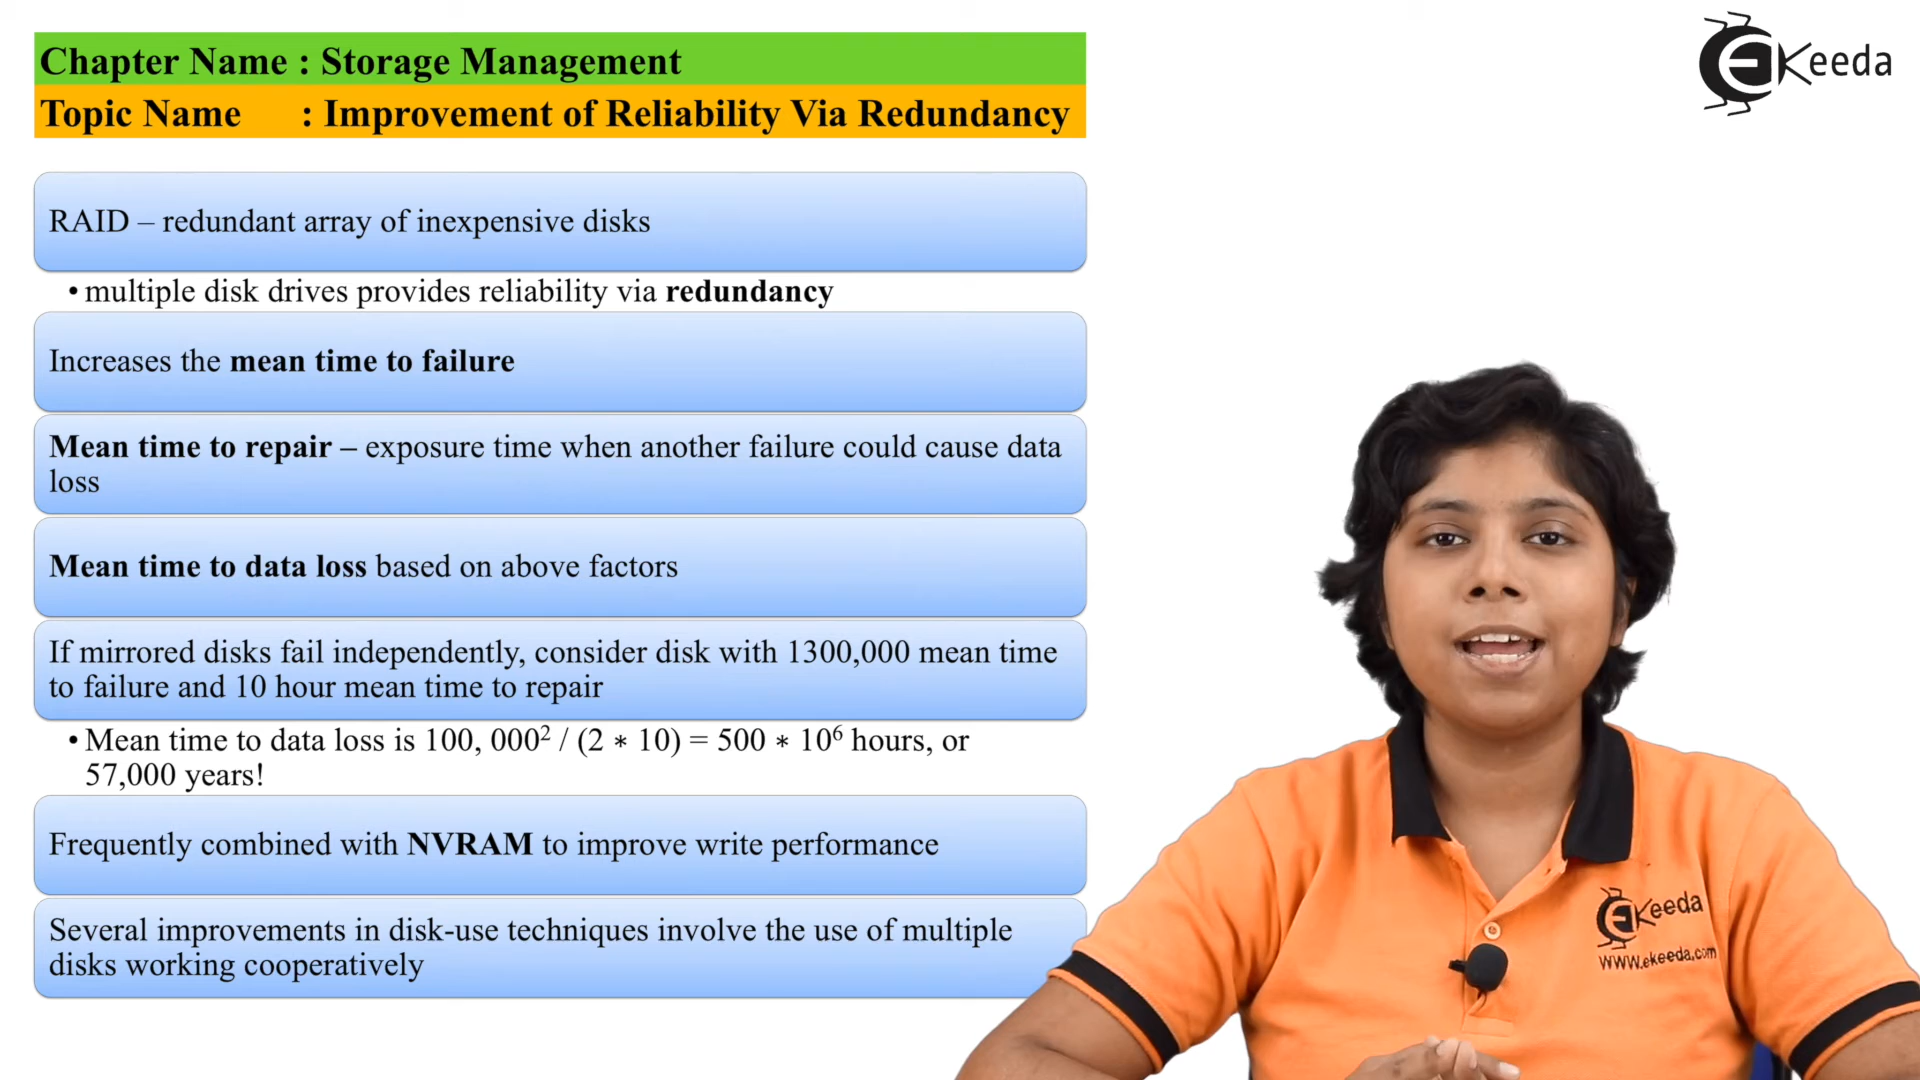 Chapter Name : Storage Management
Topic Name : Improvement of Reliability Via Redundancy
EKeeda
RAID – redundant array of inexpensive disks
• multiple disk drives provides reliability via redundancy
Increases the mean time to failure
Mean time to repair – exposure time when another failure could cause data
loss
Mean time to data loss based on above factors
If mirrored disks fail independently, consider disk with 1300,000 mean time
to failure and 10 hour mean time to repair
• Mean time to data loss is 100, 000² / (2 ∗ 10) = 500 ∗ 10⁶ hours, or
57,000 years!
Frequently combined with NVRAM to improve write performance
Several improvements in disk-use techniques involve the use of multiple
disks working cooperatively
EKeeda
www.ekeeda.com